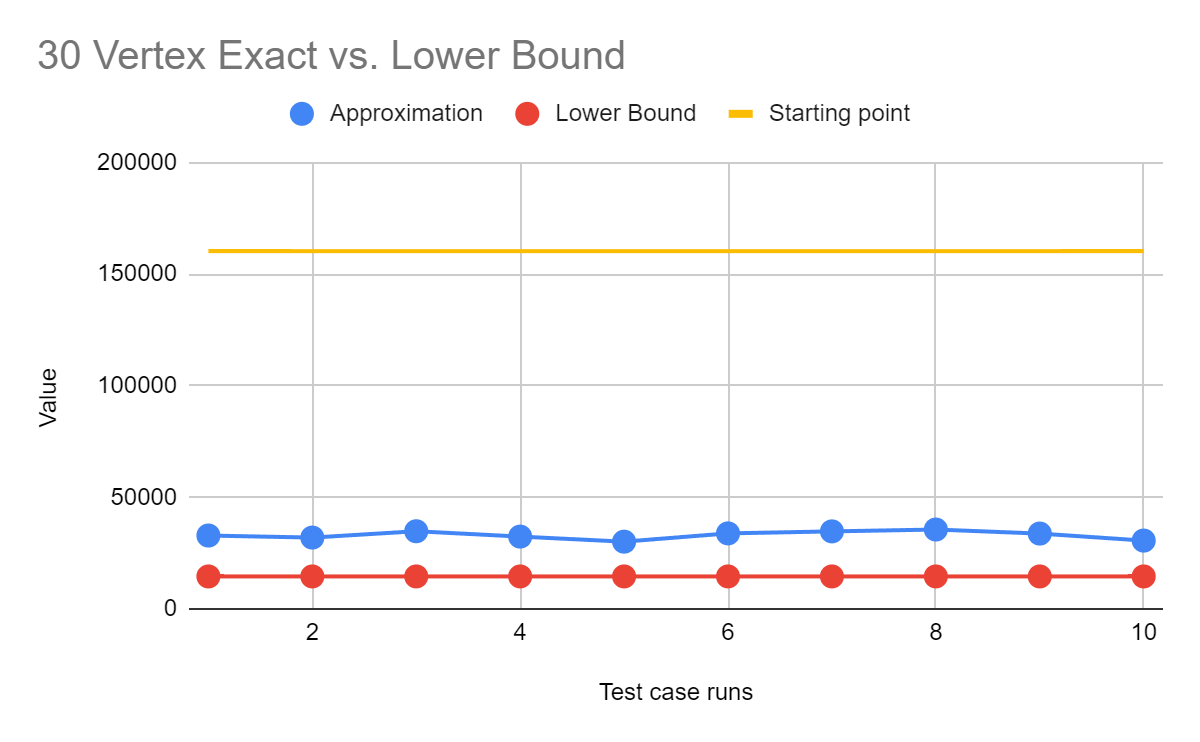 30 Vertex Exact vs. Lower Bound
Approximation Lower Bound Starting point
200000
150000
100000
50000
0
Value
2 4 6 8 10
Test case runs